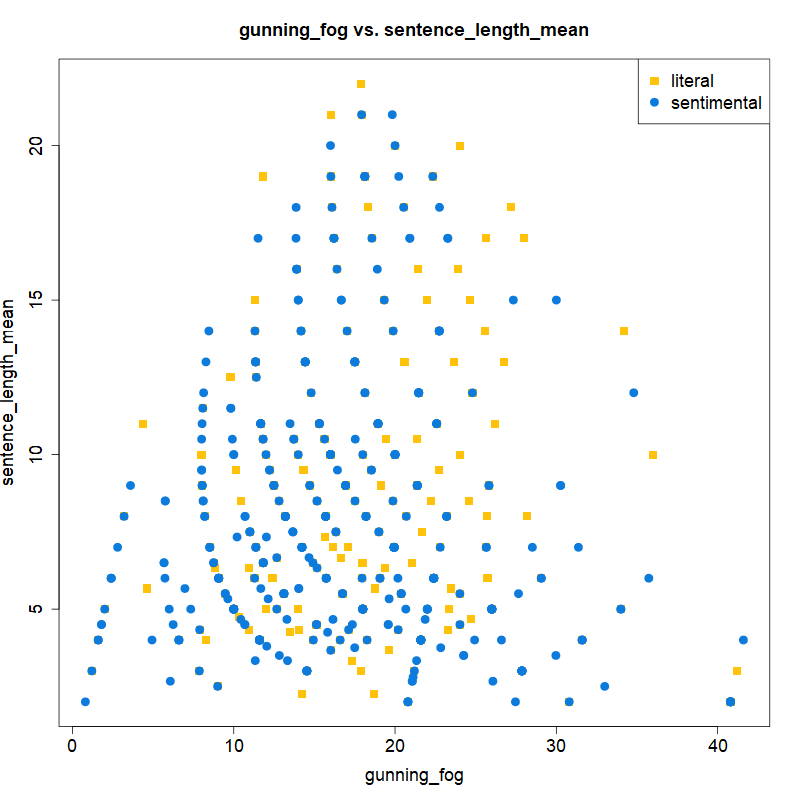 gunning_fog vs. sentence_length_mean
literal
sentimental
sentence_length_mean
20
15
10
5
0 10 20 30 40
gunning_fog